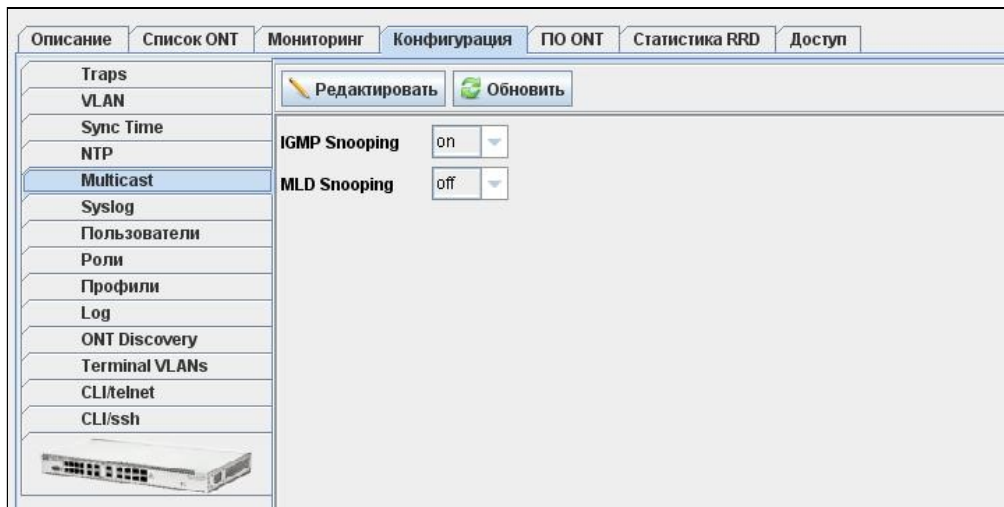 Описание Список ONT Мониторинг Конфигурация ПО ONT Статистика RRD Доступ
Traps
VLAN
Sync Time
NTP
Multicast
Syslog
Пользователи
Роли
Профили
Log
ONT Discovery
Terminal VLANs
CLI/telnet
CLI/ssh
Редактировать Обновить
IGMP Snooping on
MLD Snooping off